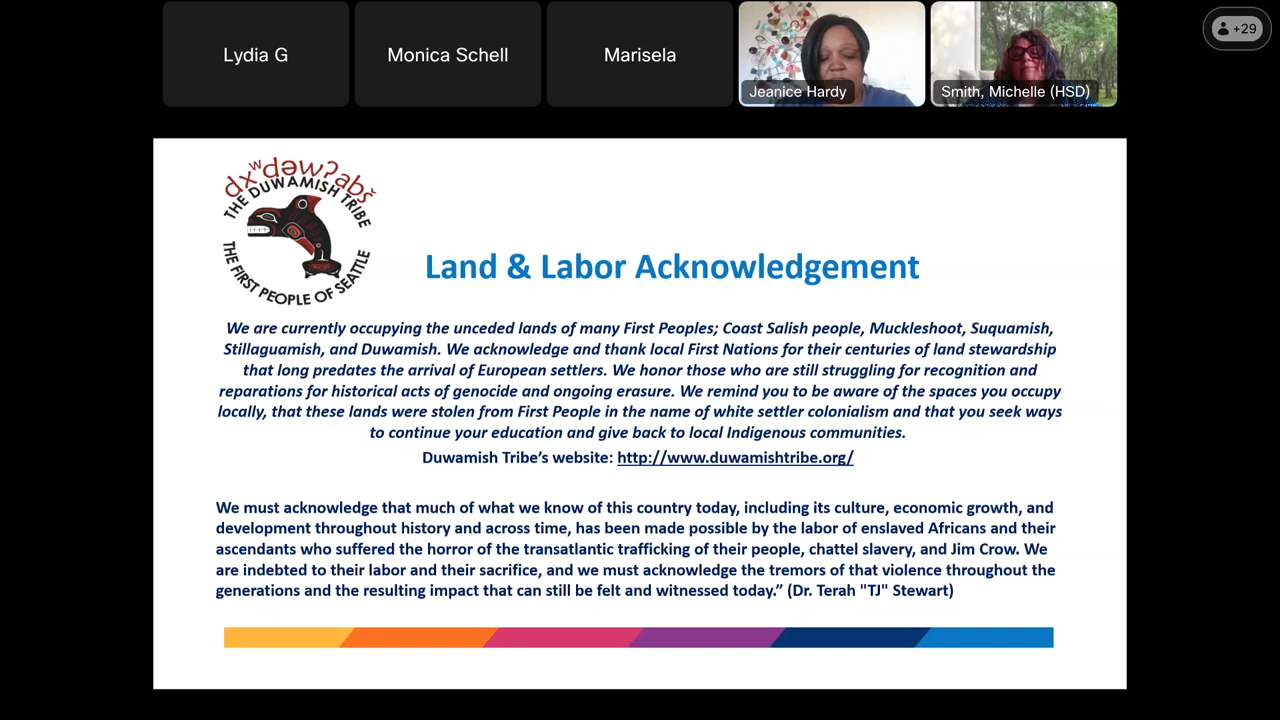 Lydia G
Monica Schell
Marisela
Jeanice Hardy
Smith, Michelle (HSD)
+29
dxʷdəwʔabš
THE DUWAMISH TRIBE
THE FIRST PEOPLE OF SEATTLE
Land & Labor Acknowledgement
We are currently occupying the unceded lands of many First Peoples; Coast Salish people, Muckleshoot, Suquamish,
Stillaguamish, and Duwamish. We acknowledge and thank local First Nations for their centuries of land stewardship
that long predates the arrival of European settlers. We honor those who are still struggling for recognition and
reparations for historical acts of genocide and ongoing erasure. We remind you to be aware of the spaces you occupy
locally, that these lands were stolen from First People in the name of white settler colonialism and that you seek ways
to continue your education and give back to local Indigenous communities.
Duwamish Tribe’s website: http://www.duwamishtribe.org/
We must acknowledge that much of what we know of this country today, including its culture, economic growth, and
development throughout history and across time, has been made possible by the labor of enslaved Africans and their
ascendants who suffered the horror of the transatlantic trafficking of their people, chattel slavery, and Jim Crow. We
are indebted to their labor and their sacrifice, and we must acknowledge the tremors of that violence throughout the
generations and the resulting impact that can still be felt and witnessed today.” (Dr. Terah "TJ" Stewart)